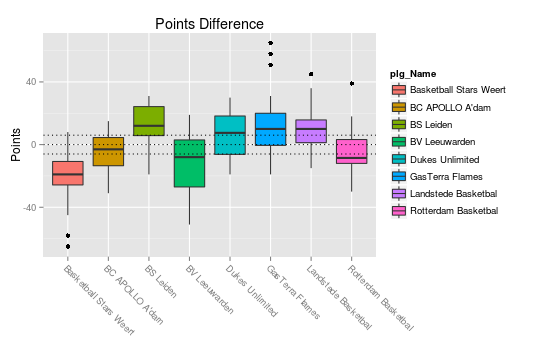 Points Difference
Points
40
0
-40
Basketball Stars Weert
BC APOLLO A'dam
BS Leiden
BV Leeuwarden
Dukes Unlimited
GasTerra Flames
Landstede Basketbal
Rotterdam Basketbal
plg_Name
Basketball Stars Weert
BC APOLLO A'dam
BS Leiden
BV Leeuwarden
Dukes Unlimited
GasTerra Flames
Landstede Basketbal
Rotterdam Basketbal